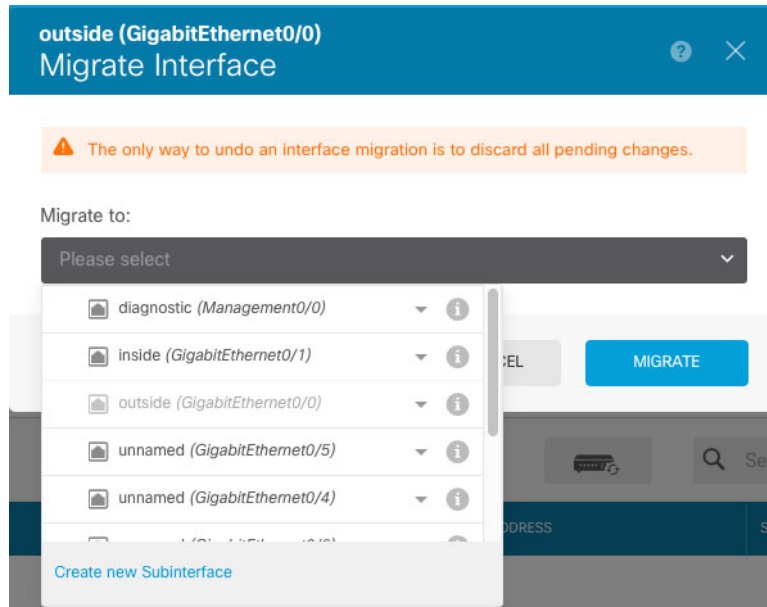 outside (GigabitEthernet0/0)
Migrate Interface
The only way to undo an interface migration is to discard all pending changes.
Migrate to:
Please select
diagnostic (Management0/0)
inside (GigabitEthernet0/1)
outside (GigabitEthernet0/0)
unnamed (GigabitEthernet0/5)
unnamed (GigabitEthernet0/4)
Create new Subinterface
CEL
MIGRATE
Se
DDRESS
S